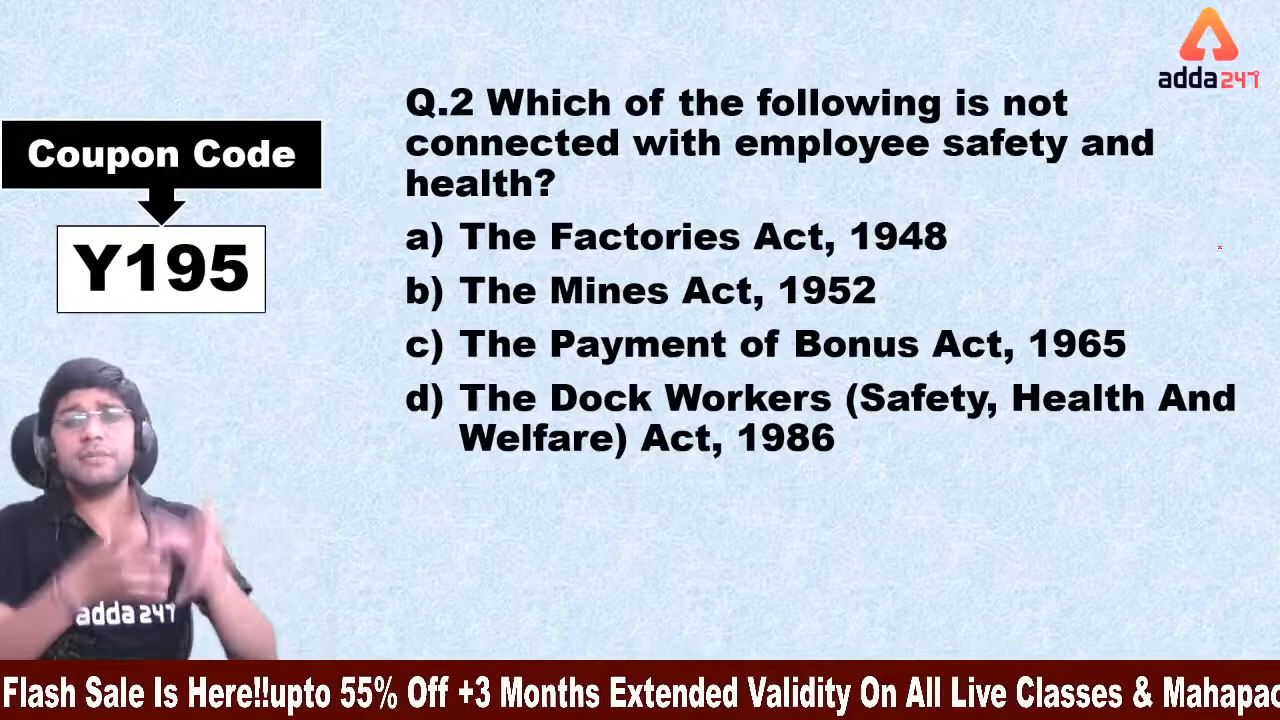 adda247
Coupon Code
Y195
Q.2 Which of the following is not
connected with employee safety and
health?
a) The Factories Act, 1948
b) The Mines Act, 1952
c) The Payment of Bonus Act, 1965
d) The Dock Workers (Safety, Health And
Welfare) Act, 1986
adda247
Flash Sale Is Here!!upto 55% Off +3 Months Extended Validity On All Live Classes & Mahapac